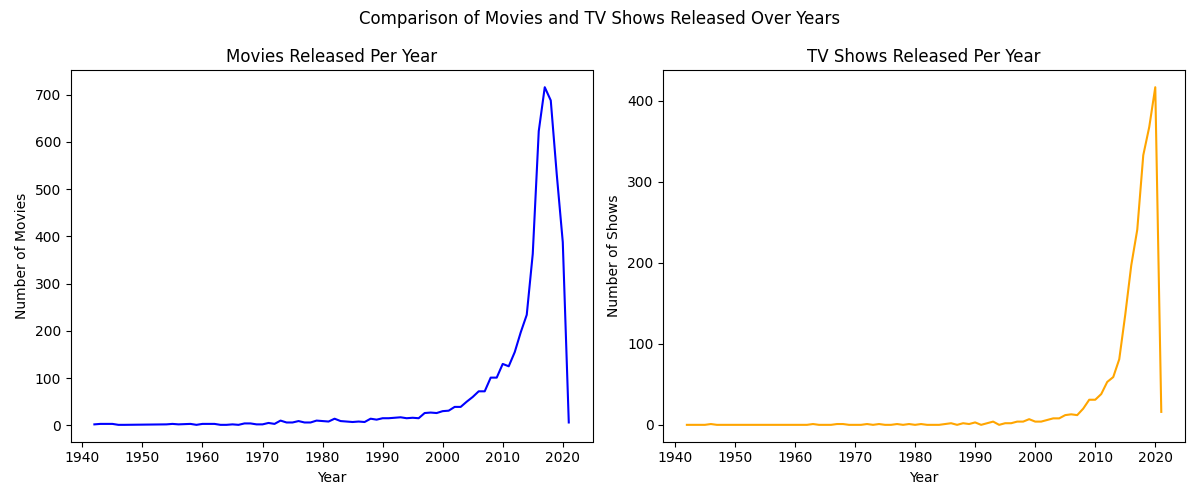 Comparison of Movies and TV Shows Released Over Years
Movies Released Per Year
Number of Movies
700
600
500
400
300
200
100
0
1940 1950 1960 1970 1980 1990 2000 2010 2020
Year
TV Shows Released Per Year
Number of Shows
400
300
200
100
0
1940 1950 1960 1970 1980 1990 2000 2010 2020
Year